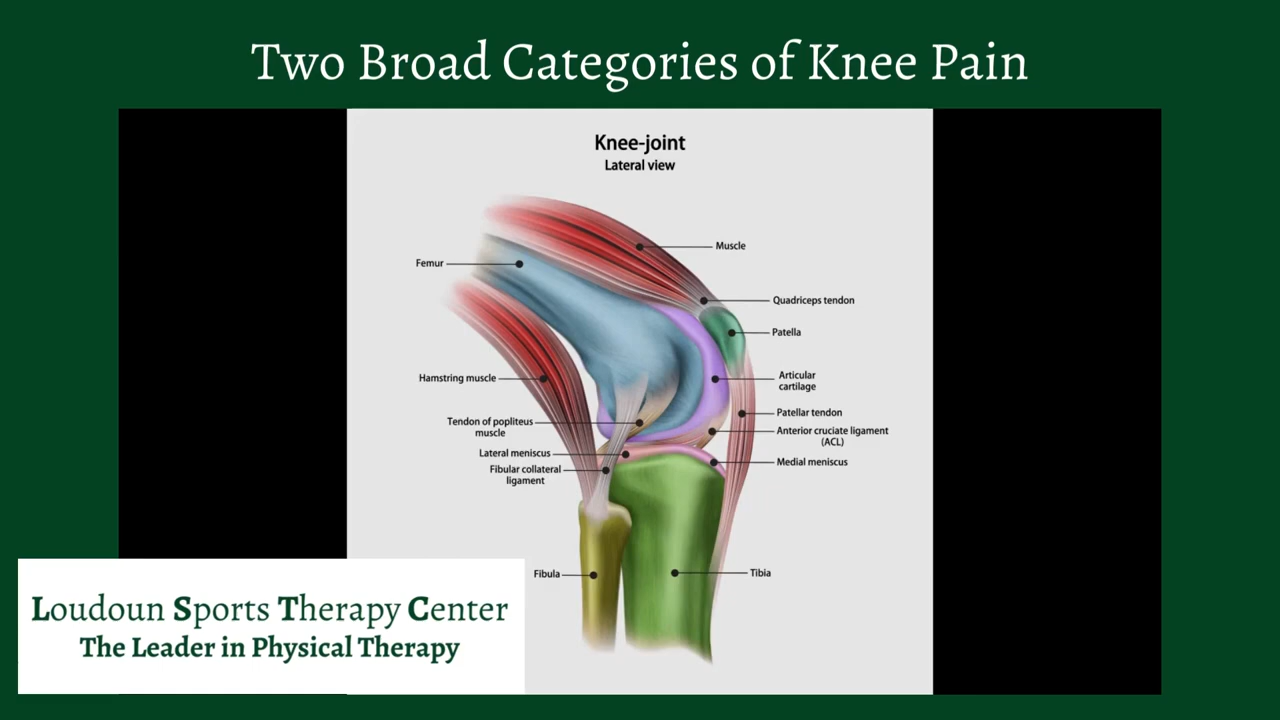 Two Broad Categories of Knee Pain
Knee-joint
Lateral view
Muscle
Femur
Quadriceps tendon
Patella
Hamstring muscle
Articular
cartilage
Patellar tendon
Tendon of popliteus
muscle
Anterior cruciate ligament
(ACL)
Lateral meniscus
Medial meniscus
Fibular collateral
ligament
Fibula
Tibia
Loudoun Sports Therapy Center
The Leader in Physical Therapy